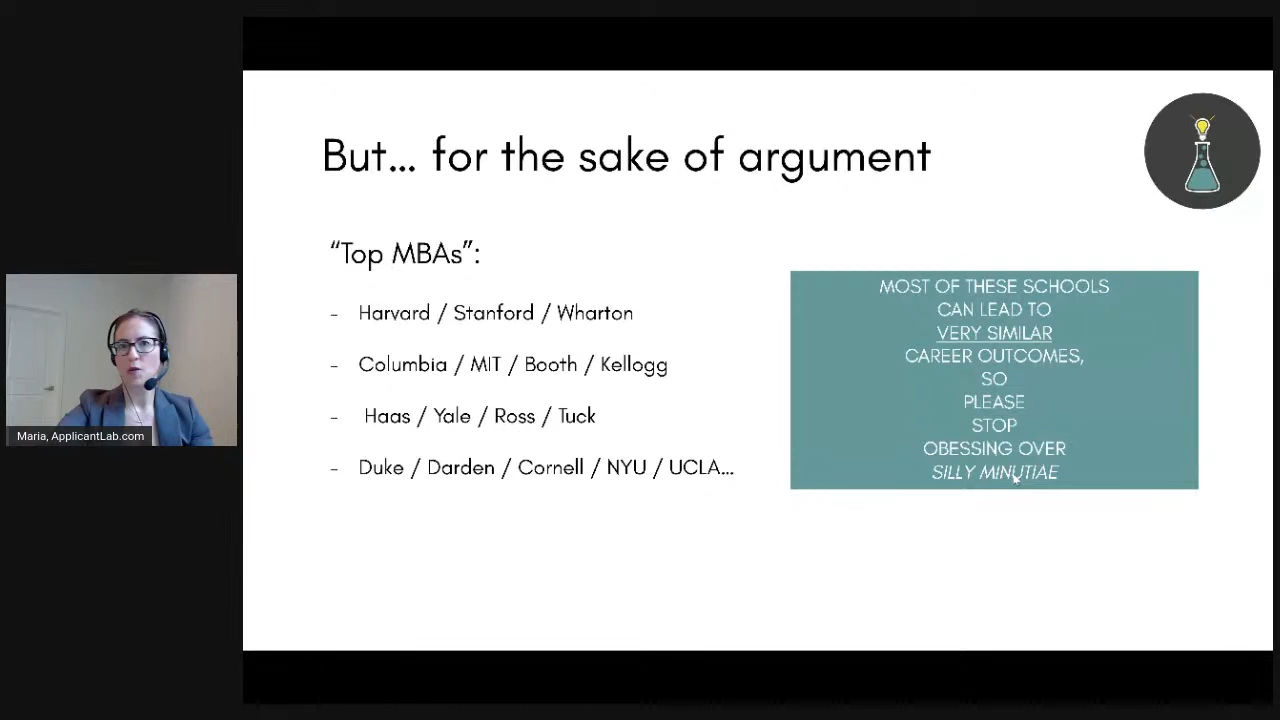 But... for the sake of argument
“Top MBAs”:
- Harvard / Stanford / Wharton
- Columbia / MIT / Booth / Kellogg
- Haas / Yale / Ross / Tuck
- Duke / Darden / Cornell / NYU / UCLA...
MOST OF THESE SCHOOLS
CAN LEAD TO
VERY SIMILAR
CAREER OUTCOMES,
SO
PLEASE
STOP
OBESSING OVER
SILLY MINUTIAE
Maria, ApplicantLab.com